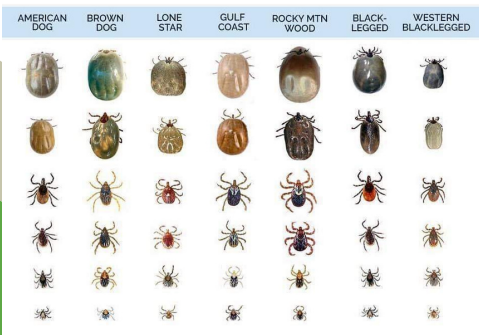 AMERICAN DOG
BROWN DOG
LONE STAR
GULF COAST
ROCKY MTN WOOD
BLACK-LEGGED
WESTERN BLACKLEGGED